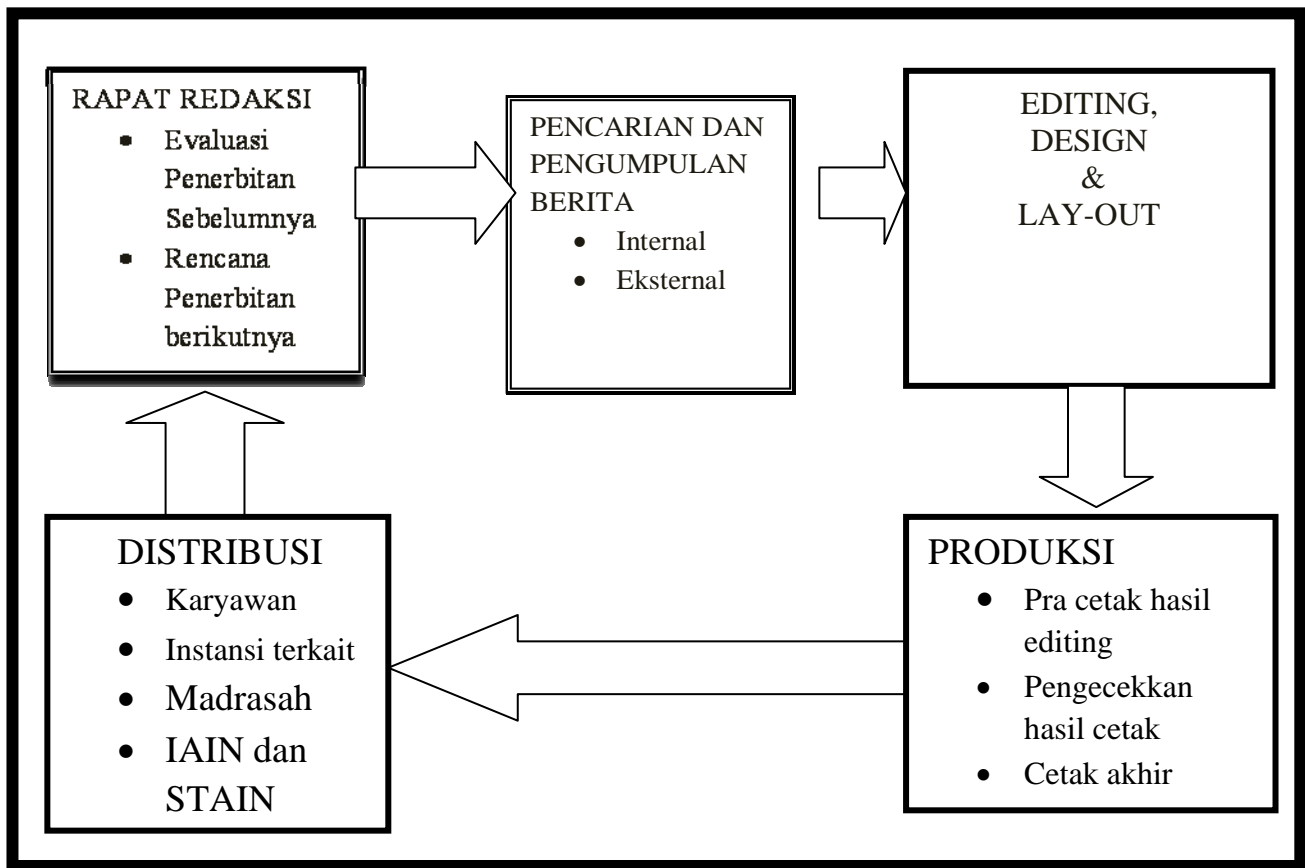 RAPAT REDAKSI
• Evaluasi
Penerbitan
Sebelumnya
• Rencana
Penerbitan
berikutnya
PENCARIAN DAN
PENGUMPULAN
BERITA
• Internal
• Eksternal
EDITING,
DESIGN
&
LAY-OUT
DISTRIBUSI
• Karyawan
• Instansi terkait
• Madrasah
• IAIN dan
STAIN
PRODUKSI
• Pra cetak hasil
editing
• Pengecekkan
hasil cetak
• Cetak akhir